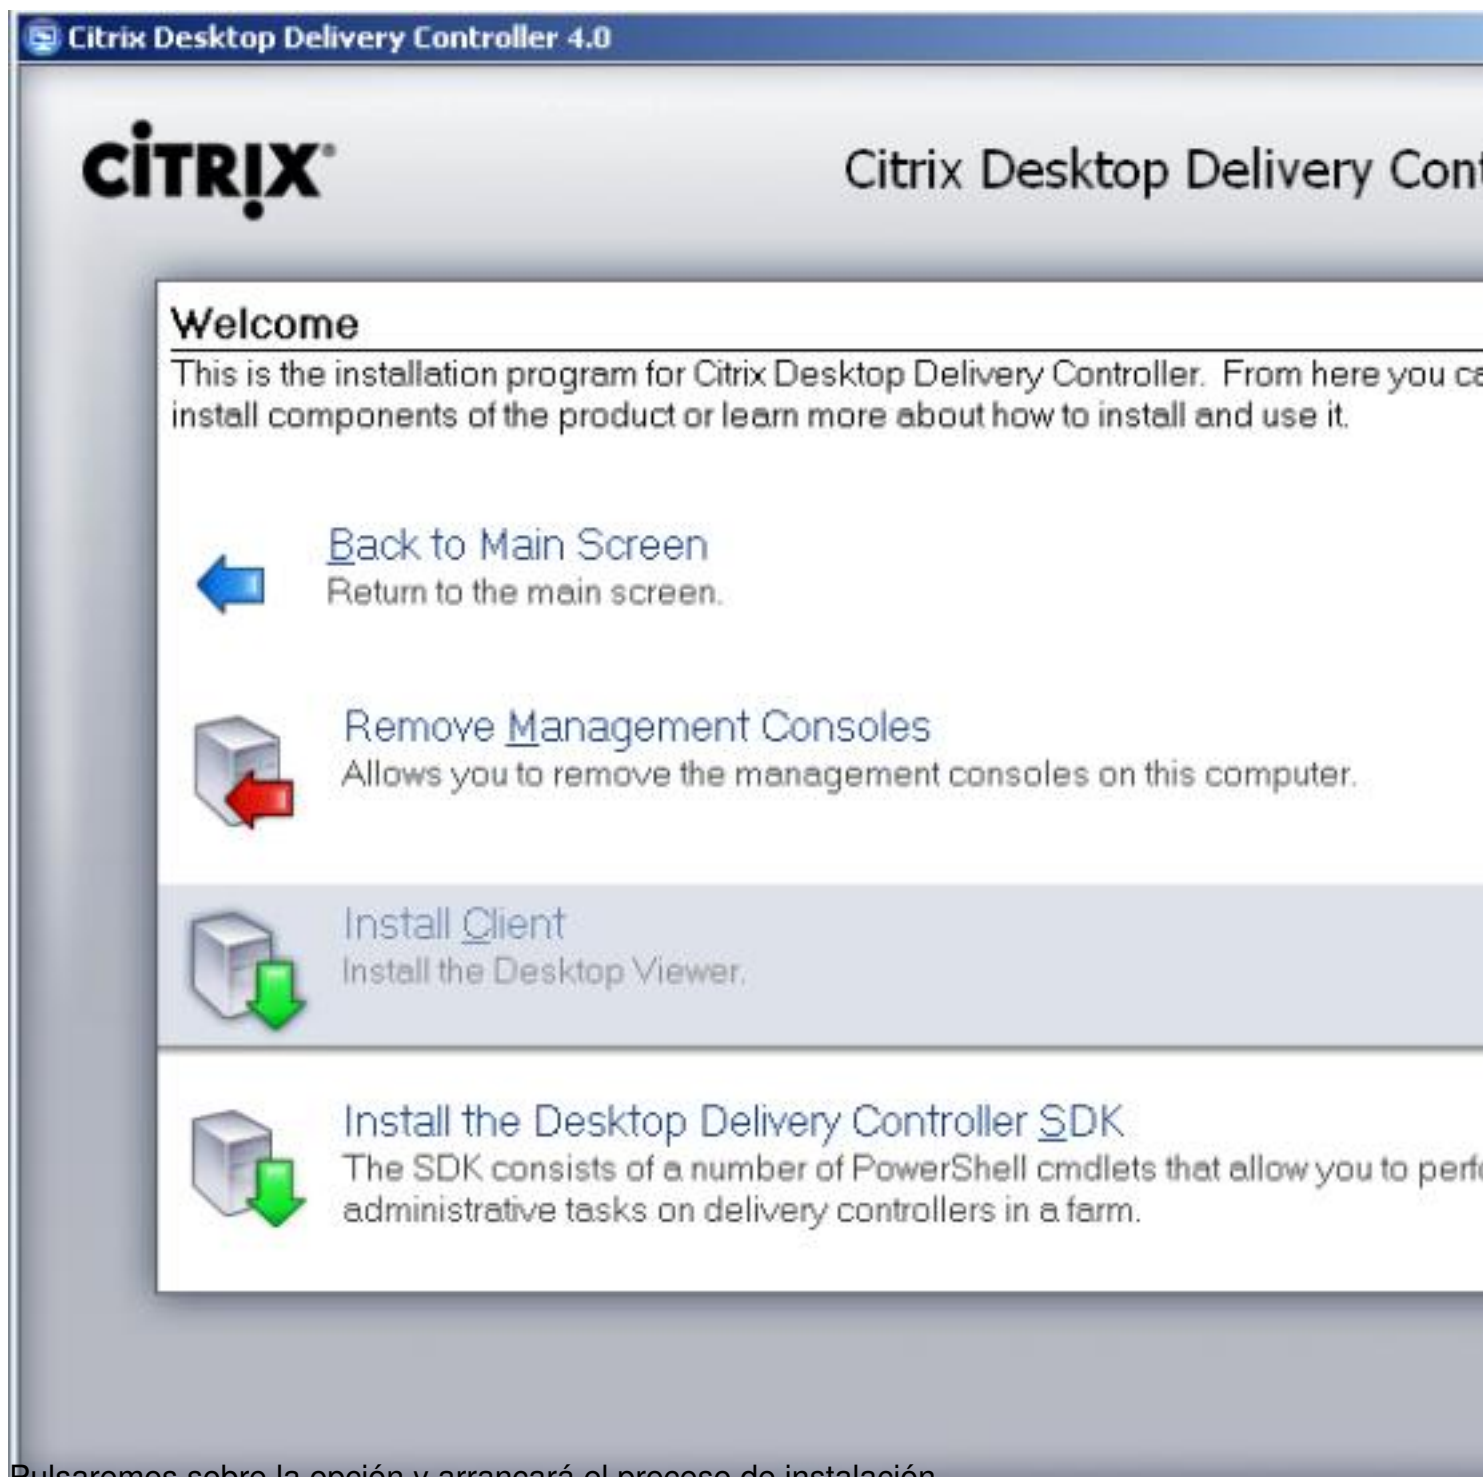 Citrix Desktop Delivery Controller 4.0
CITRIX
Citrix Desktop Delivery
Welcome
This is the installation program for Citrix Desktop Delivery Controller. From here you
install components of the product or learn more about how to install and use it.
Back to Main Screen
Return to the main screen.
Remove Management Consoles
Allows you to remove the management consoles on this computer.
Install Client
Install the Desktop Viewer.
Install the Desktop Delivery Controller SDK
The SDK consists of a number of PowerShell cmdlets that allow you to
administrative tasks on delivery controllers in a farm.
Pulsaremos sobre la opción y arrancará el proceso de instalación